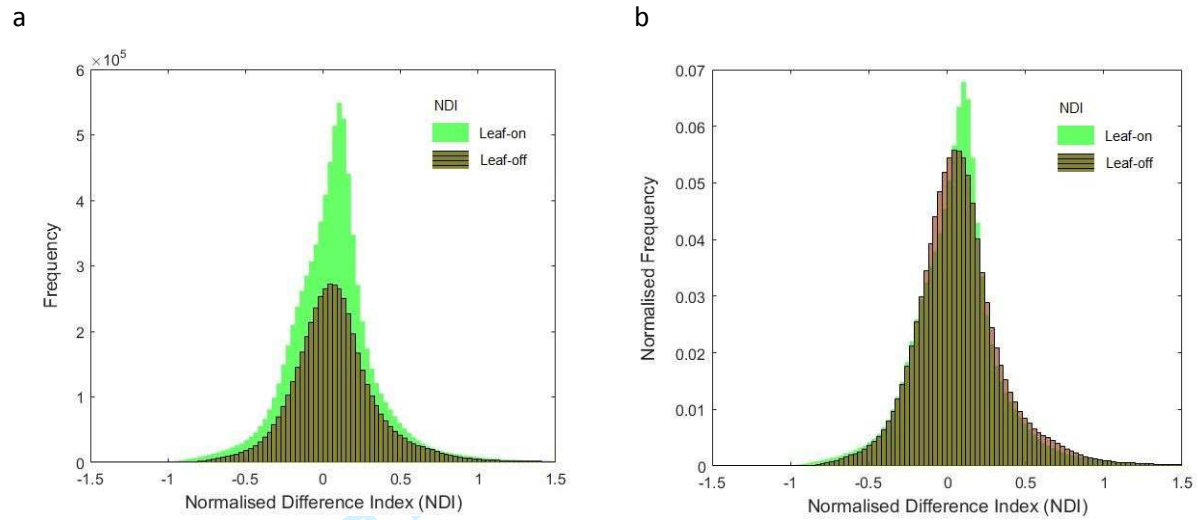 a
×10⁵
6
5
4
3
2
1
0
-1.5 -1 -0.5 0 0.5 1 1.5
Frequency
Normalised Difference Index (NDI)
NDI
Leaf-on
Leaf-off
b
0.07
0.06
0.05
0.04
0.03
0.02
0.01
0
-1.5 -1 -0.5 0 0.5 1 1.5
Normalised Frequency
Normalised Difference Index (NDI)
NDI
Leaf-on
Leaf-off